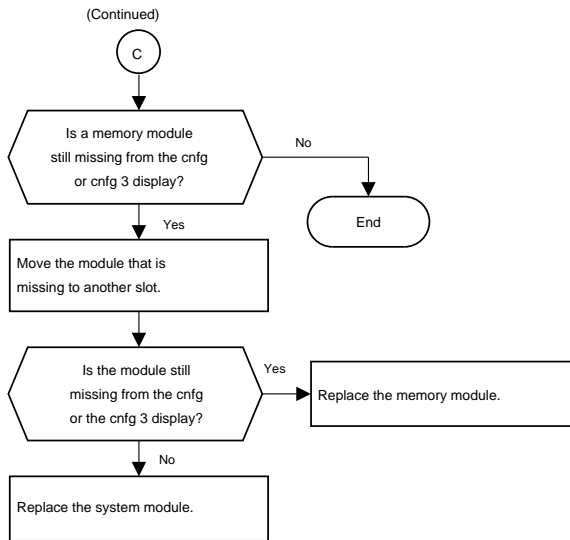 (Continued)
C
Is a memory module
still missing from the cnfg
or cnfg 3 display?
No
End
Yes
Move the module that is
missing to another slot.
Is the module still
missing from the cnfg
or the cnfg 3 display?
Yes
Replace the memory module.
No
Replace the system module.